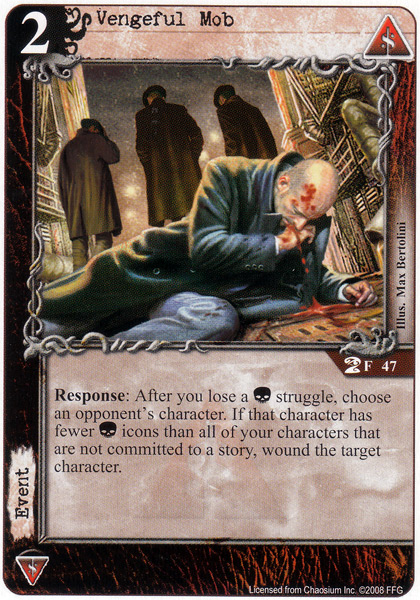 2
Vengeful Mob
Illus. Max Bertolini
F 47
Response: After you lose a struggle, choose
an opponent's character. If that character has
fewer icons than all of your characters that
are not committed to a story, wound the target
character.
Event
Licensed from Chaosium Inc. ©2008 FFG